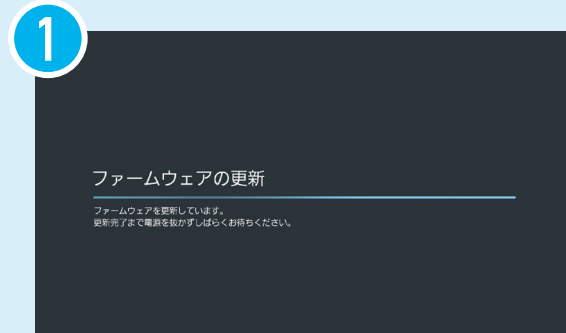 1
ファームウェアの更新
ファームウェアを更新しています。
更新完了まで電源を抜かずしばらくお待ちください。